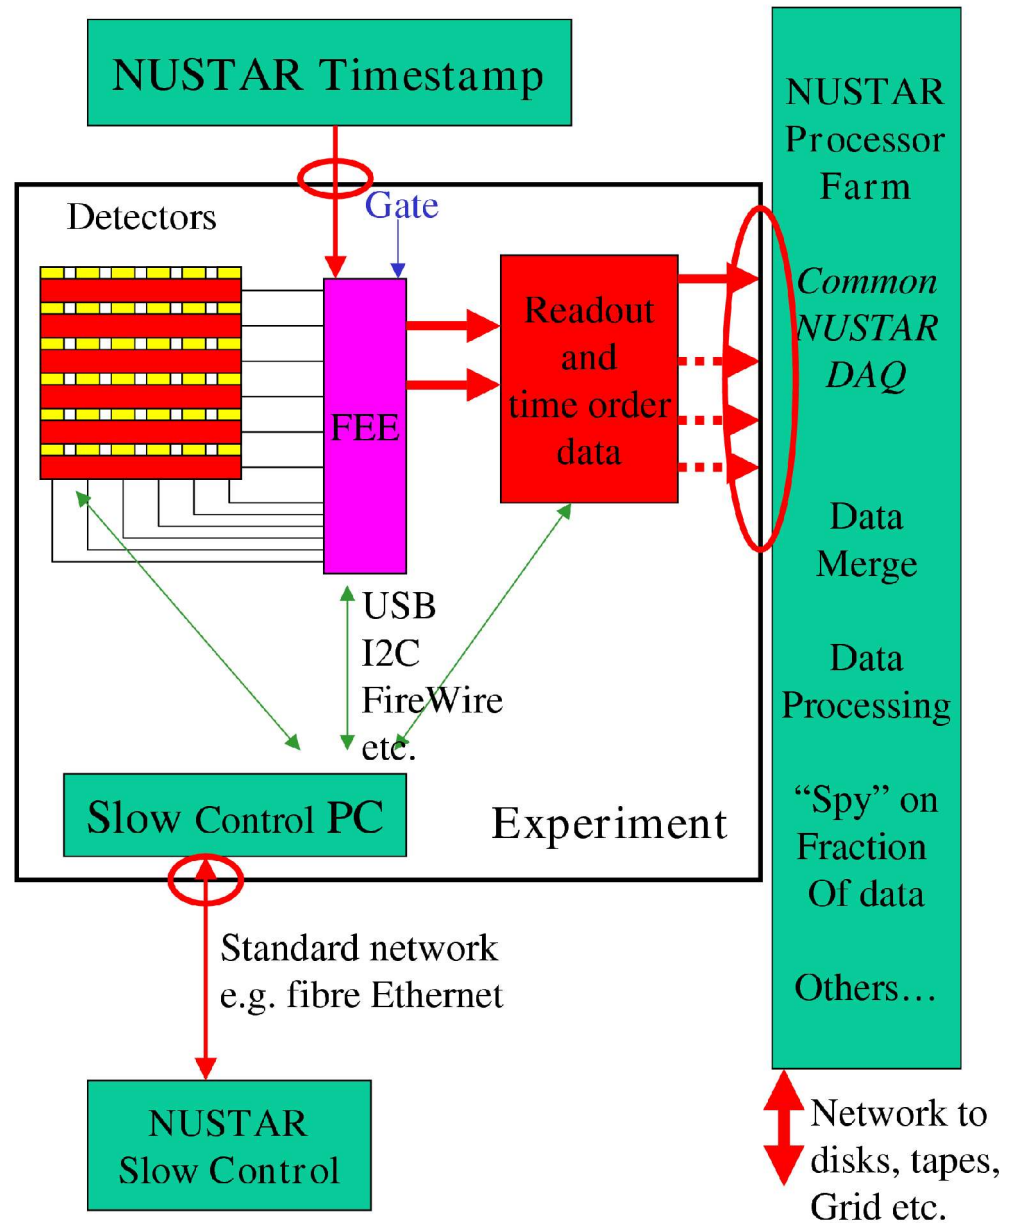 NUSTAR Timestamp
Detectors
Gate
FEE
Readout
and
time order
data
USB
I2C
FireWire
etc.
Slow Control PC
Experiment
Standard network
e.g. fibre Ethernet
NUSTAR
Slow Control
NUSTAR
Processor
Farm
Common
NUSTAR
DAQ
Data
Merge
Data
Processing
“Spy” on
Fraction
Of data
Others…
Network to
disks, tapes,
Grid etc.